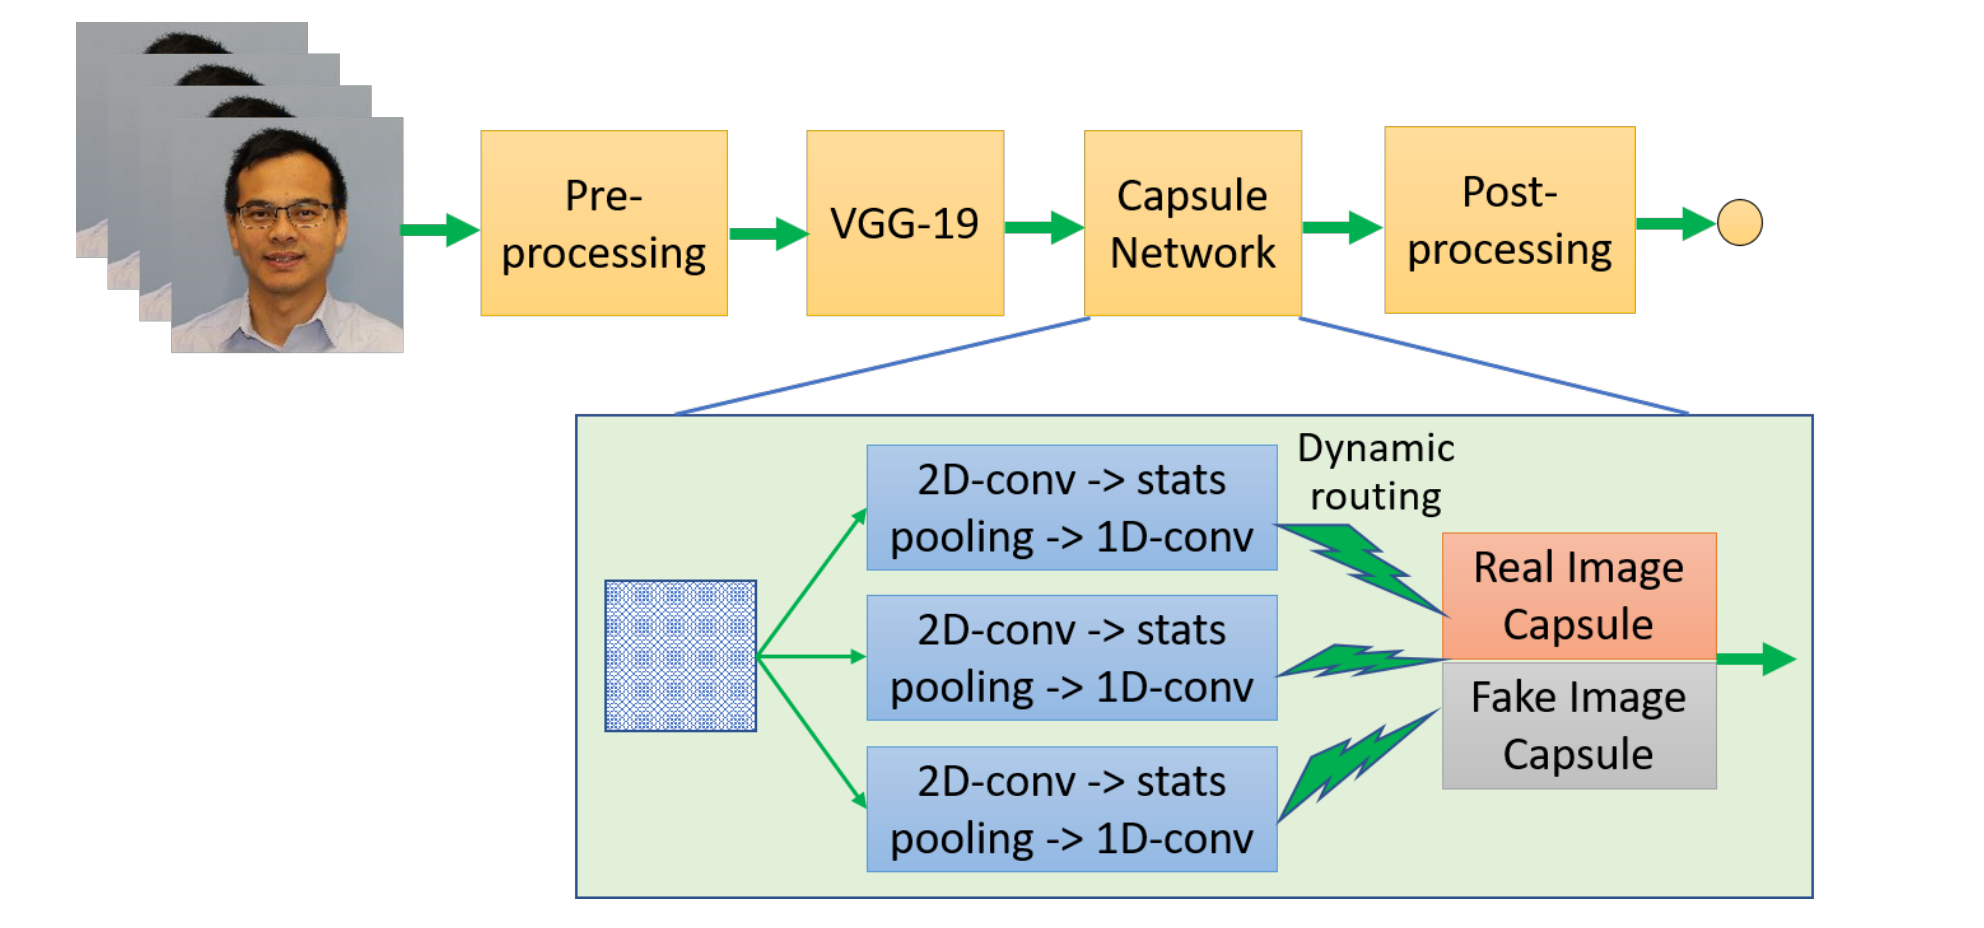 Pre-
processing
VGG-19
Capsule
Network
Post-
processing
2D-conv -> stats
pooling -> 1D-conv
2D-conv -> stats
pooling -> 1D-conv
2D-conv -> stats
pooling -> 1D-conv
Dynamic
routing
Real Image
Capsule
Fake Image
Capsule